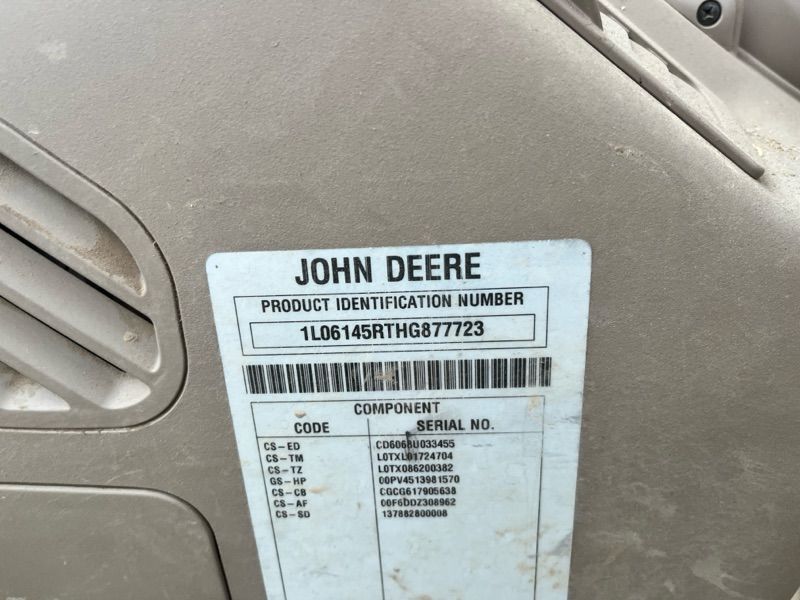 JOHN DEERE
PRODUCT IDENTIFICATION NUMBER
1L06145RTHG877723
COMPONENT
CODE SERIAL NO.
CS-ED CD6068U033455
CS-TM L0TXL01724704
CS-TZ L0TX086200382
GS-HP 00PV4513981570
CS-CB CGCG617905638
CS-AF 00F6DDZ308962
CS-SD 137882800008